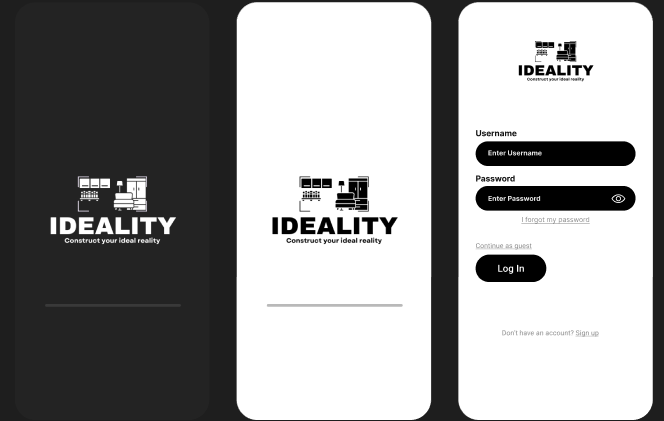 IDEALITY
Construct your ideal reality
IDEALITY
Construct your ideal reality
IDEALITY
Construct your ideal reality
Username
Enter Username
Password
Enter Password
I forgot my password
Continue as guest
Log In
Don't have an account? Sign up